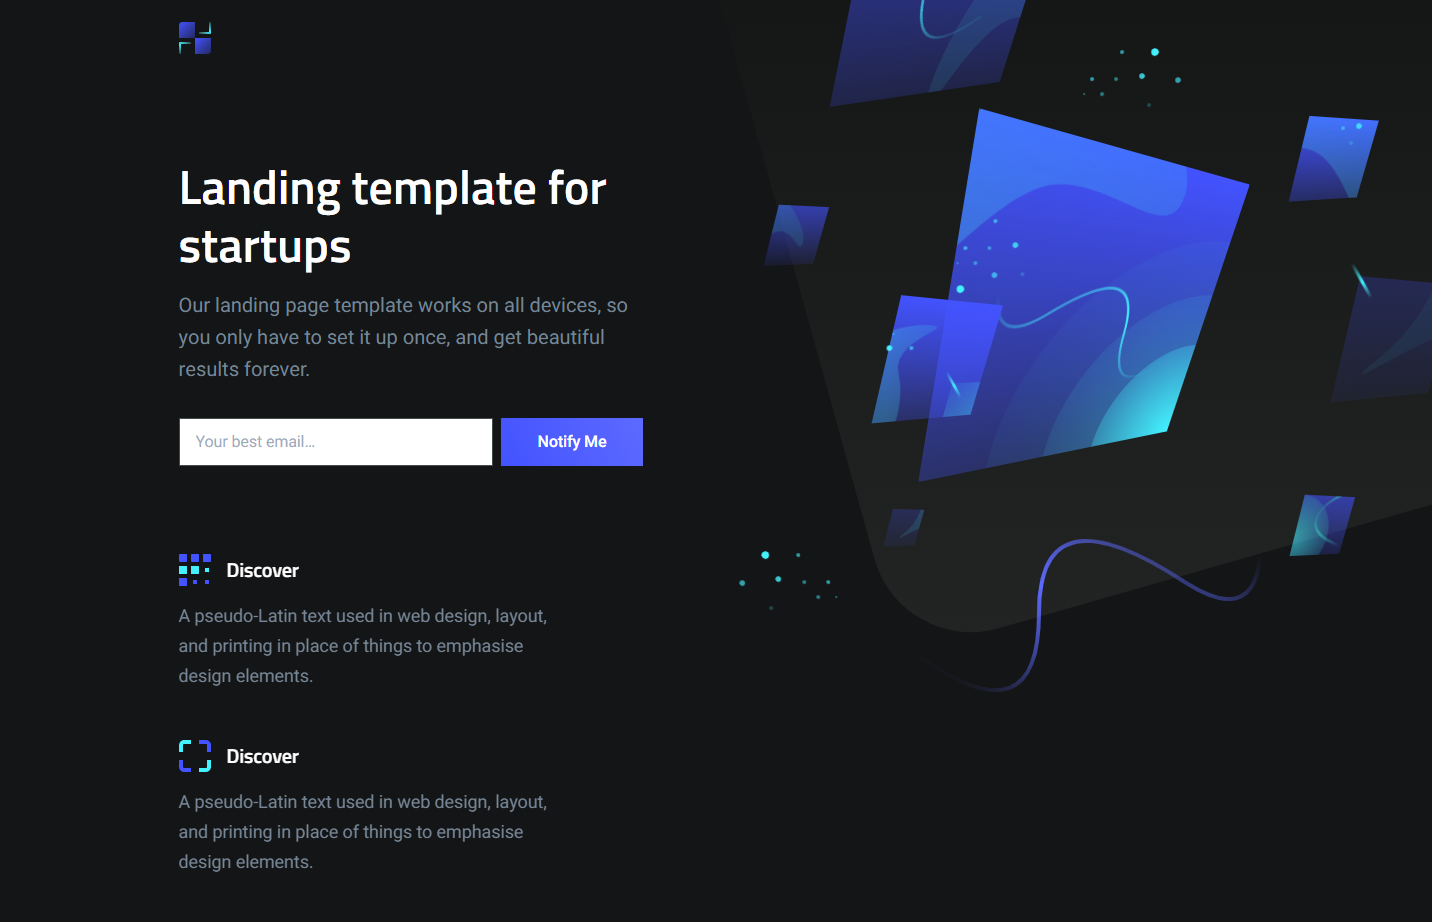 Landing template for
startups
Our landing page template works on all devices, so
you only have to set it up once, and get beautiful
results forever.
Your best email...
Notify Me
Discover
A pseudo-Latin text used in web design, layout,
and printing in place of things to emphasise
design elements.
Discover
A pseudo-Latin text used in web design, layout,
and printing in place of things to emphasise
design elements.